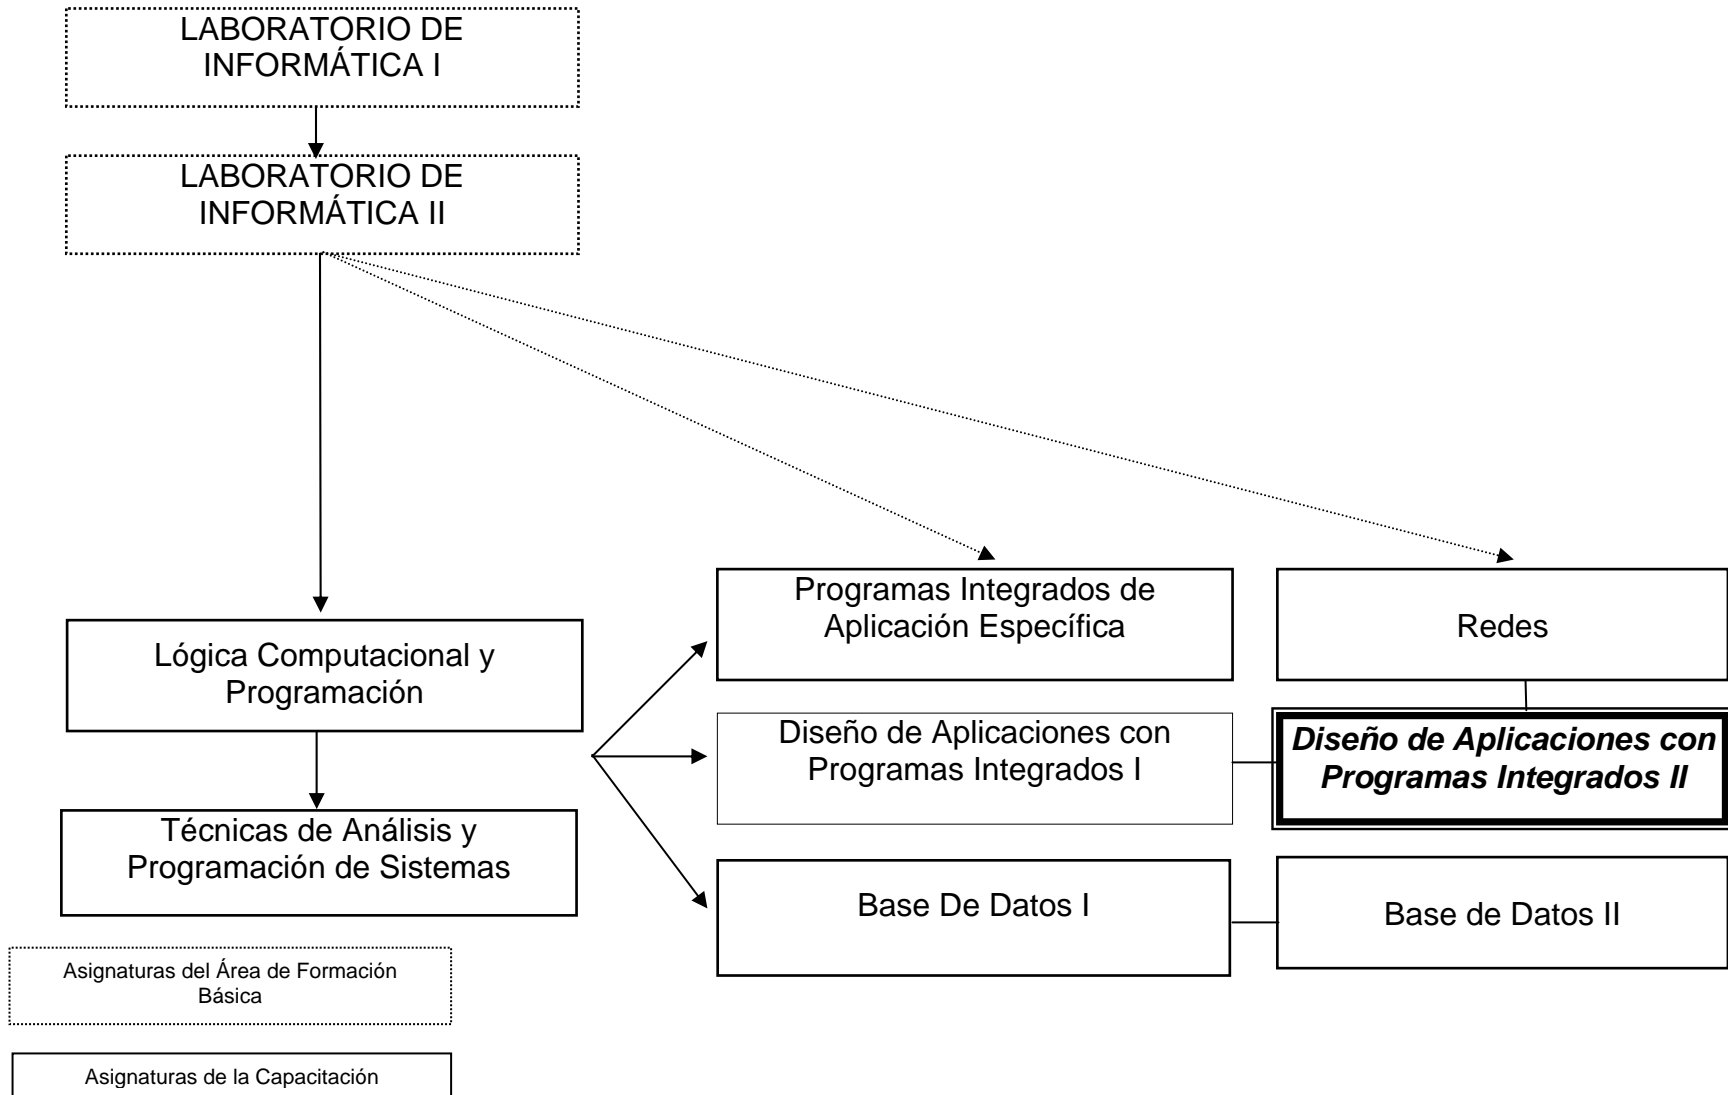 LABORATORIO DE
INFORMÁTICA I
LABORATORIO DE
INFORMÁTICA II
Programas Integrados de
Aplicación Específica
Redes
Lógica Computacional y
Programación
Diseño de Aplicaciones con
Programas Integrados I
Diseño de Aplicaciones con
Programas Integrados II
Técnicas de Análisis y
Programación de Sistemas
Base De Datos I
Base de Datos II
Asignaturas del Área de Formación
Básica
Asignaturas de la Capacitación